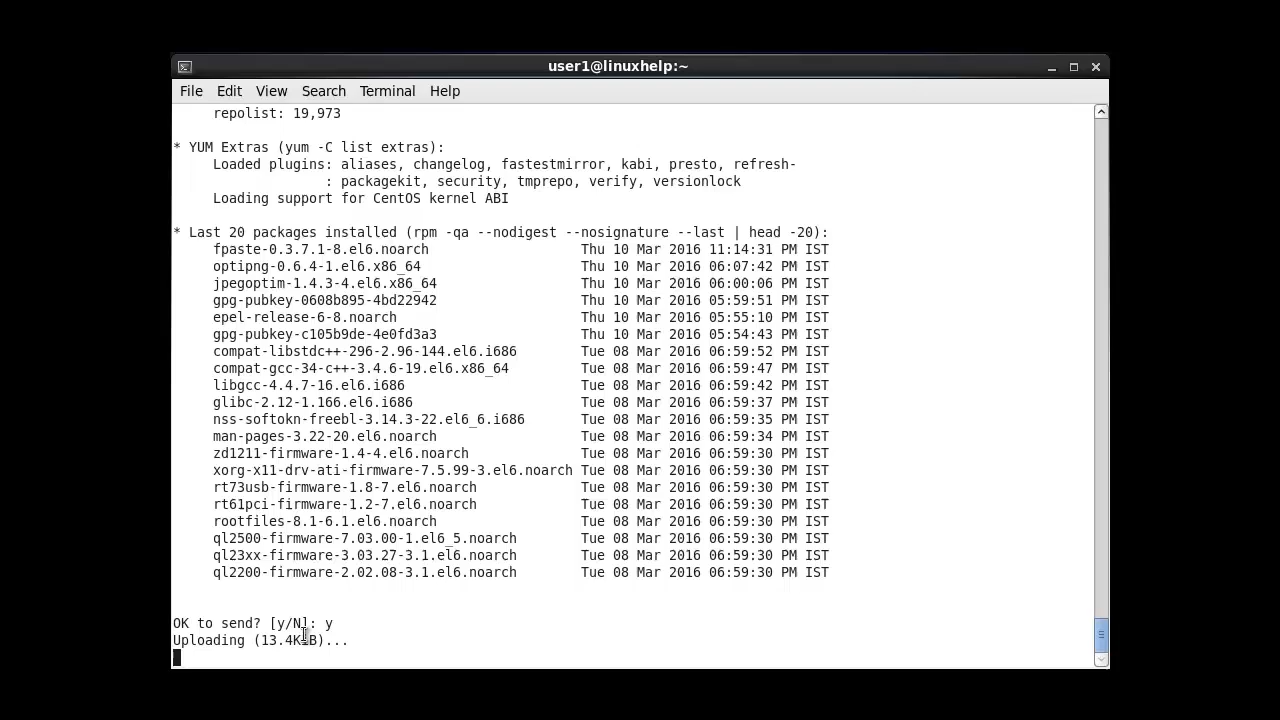 user1@linuxhelp:~
File Edit View Search Terminal Help
repolist: 19,973
* YUM Extras (yum -C list extras):
Loaded plugins: aliases, changelog, fastestmirror, kabi, presto, refresh-
: packagekit, security, tmprepo, verify, versionlock
Loading support for CentOS kernel ABI
* Last 20 packages installed (rpm -qa --nodigest --nosignature --last | head -20):
fpaste-0.3.7.1-8.el6.noarch Thu 10 Mar 2016 11:14:31 PM IST
optipng-0.6.4-1.el6.x86_64 Thu 10 Mar 2016 06:07:42 PM IST
jpegoptim-1.4.3-4.el6.x86_64 Thu 10 Mar 2016 06:00:06 PM IST
gpg-pubkey-0608b895-4bd22942 Thu 10 Mar 2016 05:59:51 PM IST
epel-release-6-8.noarch Thu 10 Mar 2016 05:55:10 PM IST
gpg-pubkey-c105b9de-4e0fd3a3 Thu 10 Mar 2016 05:54:43 PM IST
compat-libstdc++-296-2.96-144.el6.i686 Tue 08 Mar 2016 06:59:52 PM IST
compat-gcc-34-c++-3.4.6-19.el6.x86_64 Tue 08 Mar 2016 06:59:47 PM IST
libgcc-4.4.7-16.el6.i686 Tue 08 Mar 2016 06:59:42 PM IST
glibc-2.12-1.166.el6.i686 Tue 08 Mar 2016 06:59:37 PM IST
nss-softokn-freebl-3.14.3-22.el6_6.i686 Tue 08 Mar 2016 06:59:35 PM IST
man-pages-3.22-20.el6.noarch Tue 08 Mar 2016 06:59:34 PM IST
zd1211-firmware-1.4-4.el6.noarch Tue 08 Mar 2016 06:59:30 PM IST
xorg-x11-drv-ati-firmware-7.5.99-3.el6.noarch Tue 08 Mar 2016 06:59:30 PM IST
rt73usb-firmware-1.8-7.el6.noarch Tue 08 Mar 2016 06:59:30 PM IST
rt61pci-firmware-1.2-7.el6.noarch Tue 08 Mar 2016 06:59:30 PM IST
rootfiles-8.1-6.1.el6.noarch Tue 08 Mar 2016 06:59:30 PM IST
ql2500-firmware-7.03.00-1.el6_5.noarch Tue 08 Mar 2016 06:59:30 PM IST
ql23xx-firmware-3.03.27-3.1.el6.noarch Tue 08 Mar 2016 06:59:30 PM IST
ql2200-firmware-2.02.08-3.1.el6.noarch Tue 08 Mar 2016 06:59:30 PM IST
OK to send? [y/N]: y
Uploading (13.4KiB)...